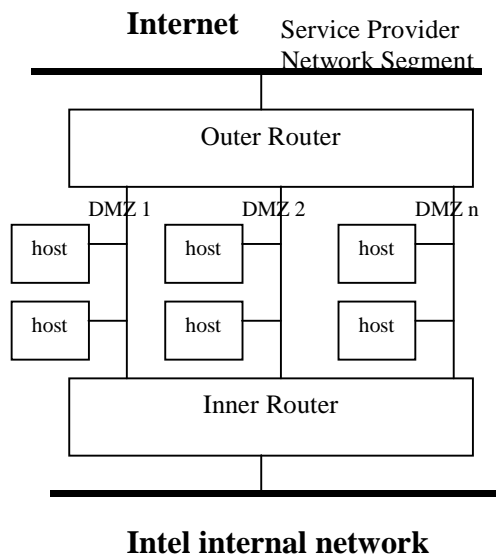 Internet
Service Provider
Network Segment
Outer Router
DMZ 1
DMZ 2
DMZ n
host
host
host
host
host
host
Inner Router
Intel internal network